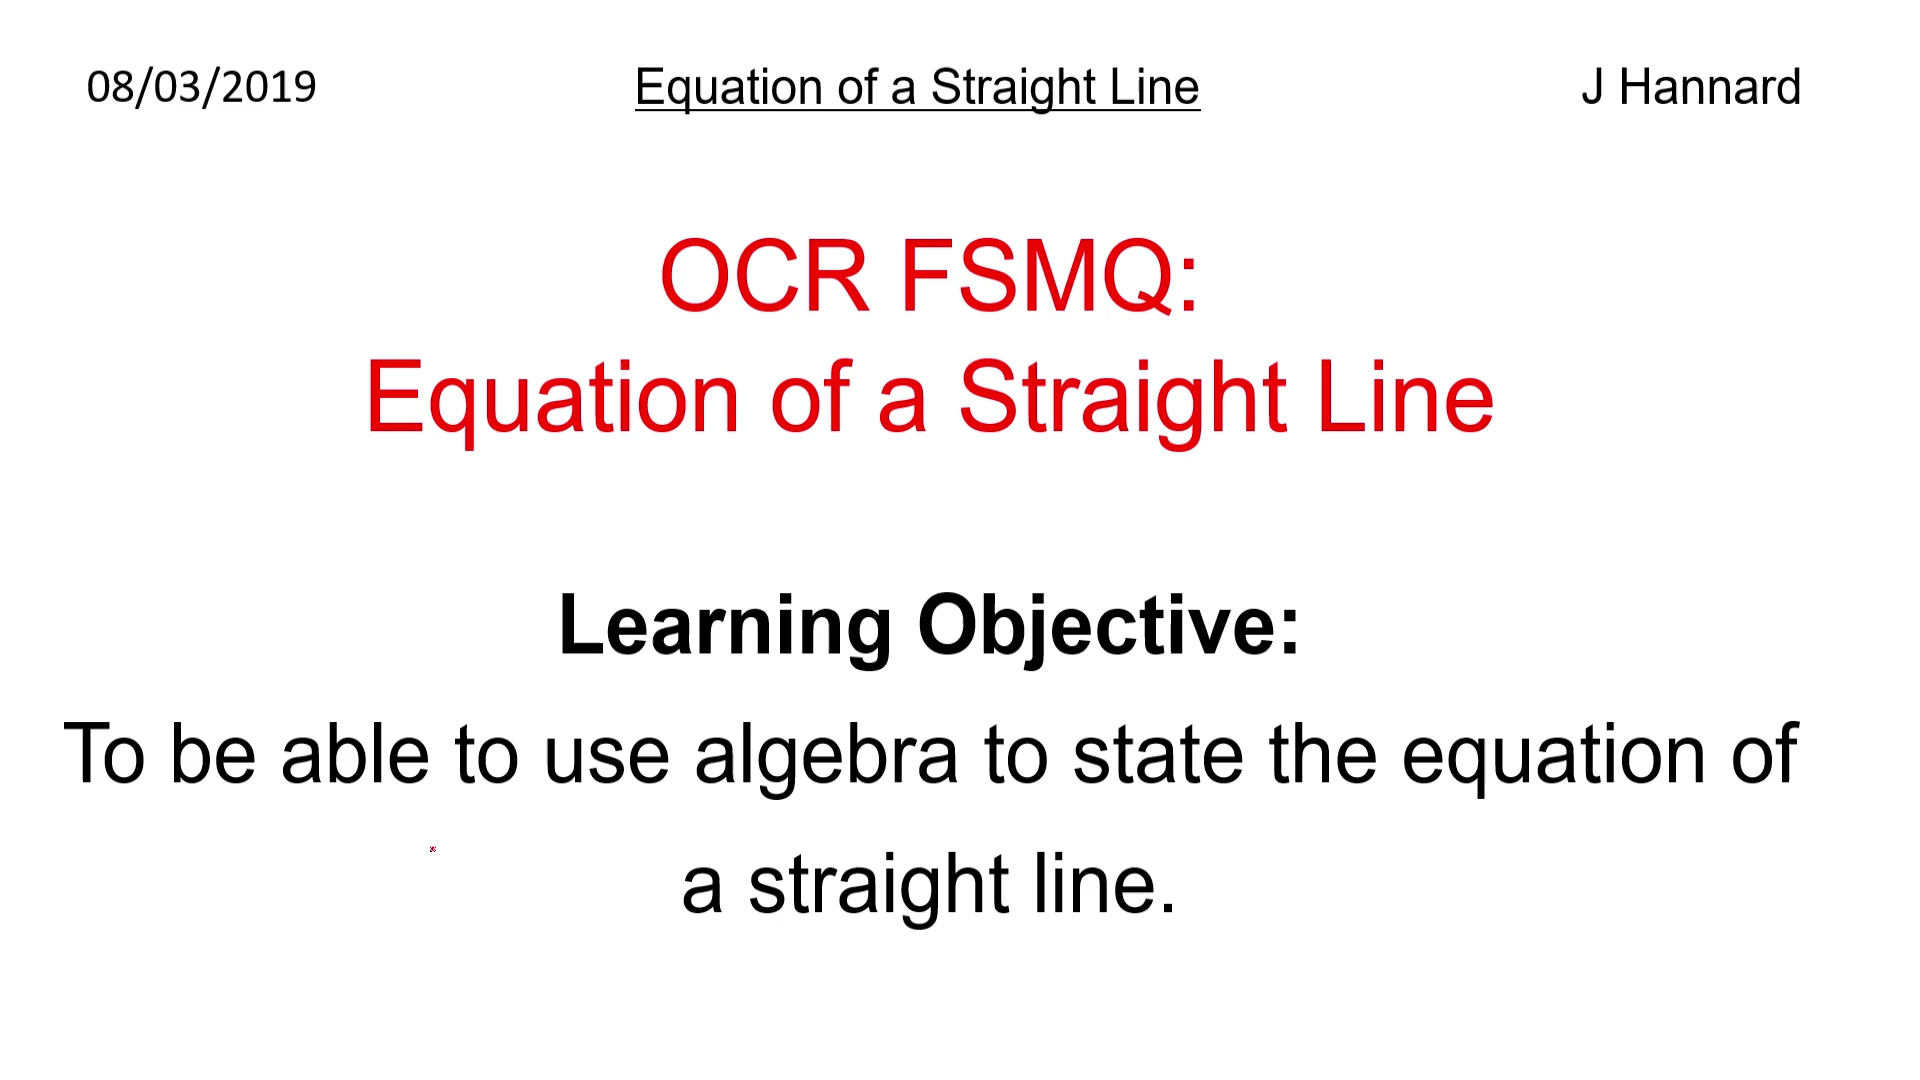 08/03/2019 Equation of a Straight Line J Hannard
OCR FSMQ:
Equation of a Straight Line
Learning Objective:
To be able to use algebra to state the equation of
a straight line.